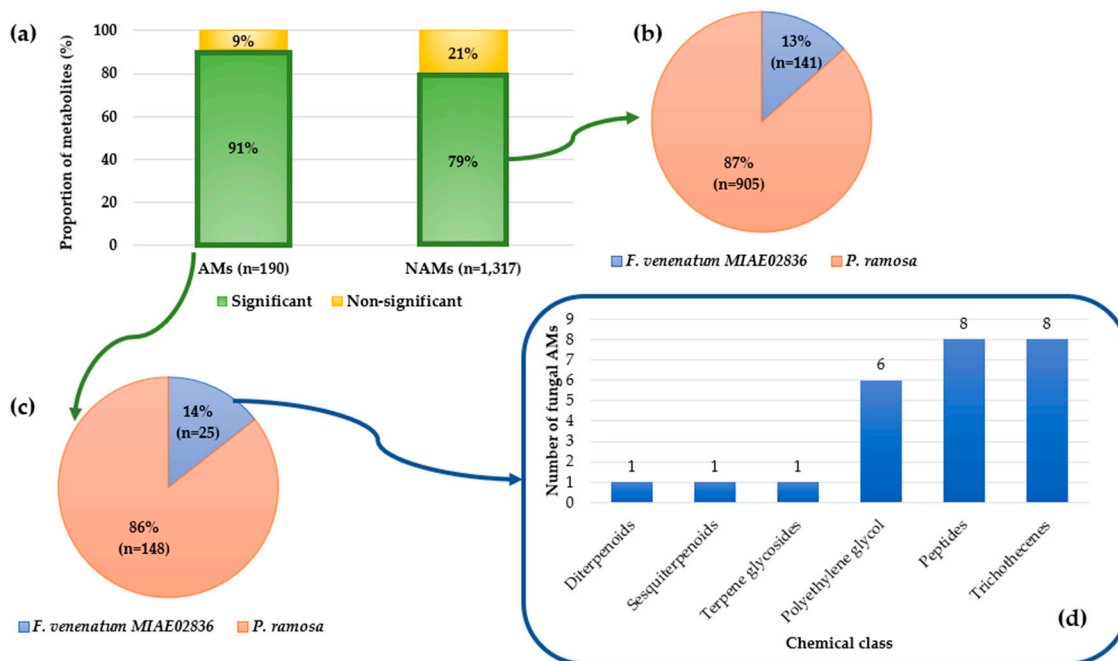 (a)
Proportion of metabolites (%)
100
80
60
40
20
0
9%
91%
21%
79%
AMs (n=190)
NAMs (n=1,317)
Significant
Non-significant
(b)
13%
(n=141)
87%
(n=905)
F. venenatum MIAE02836
P. ramosa
(c)
14%
(n=25)
86%
(n=148)
F. venenatum MIAE02836
P. ramosa
Number of fungal AMs
9
8
7
6
5
4
3
2
1
0
1
1
1
6
8
8
Diterpenoids
Sesquiterpenoids
Terpene glycosides
Polyethylene glycol
Peptides
Trichothecenes
Chemical class
(d)